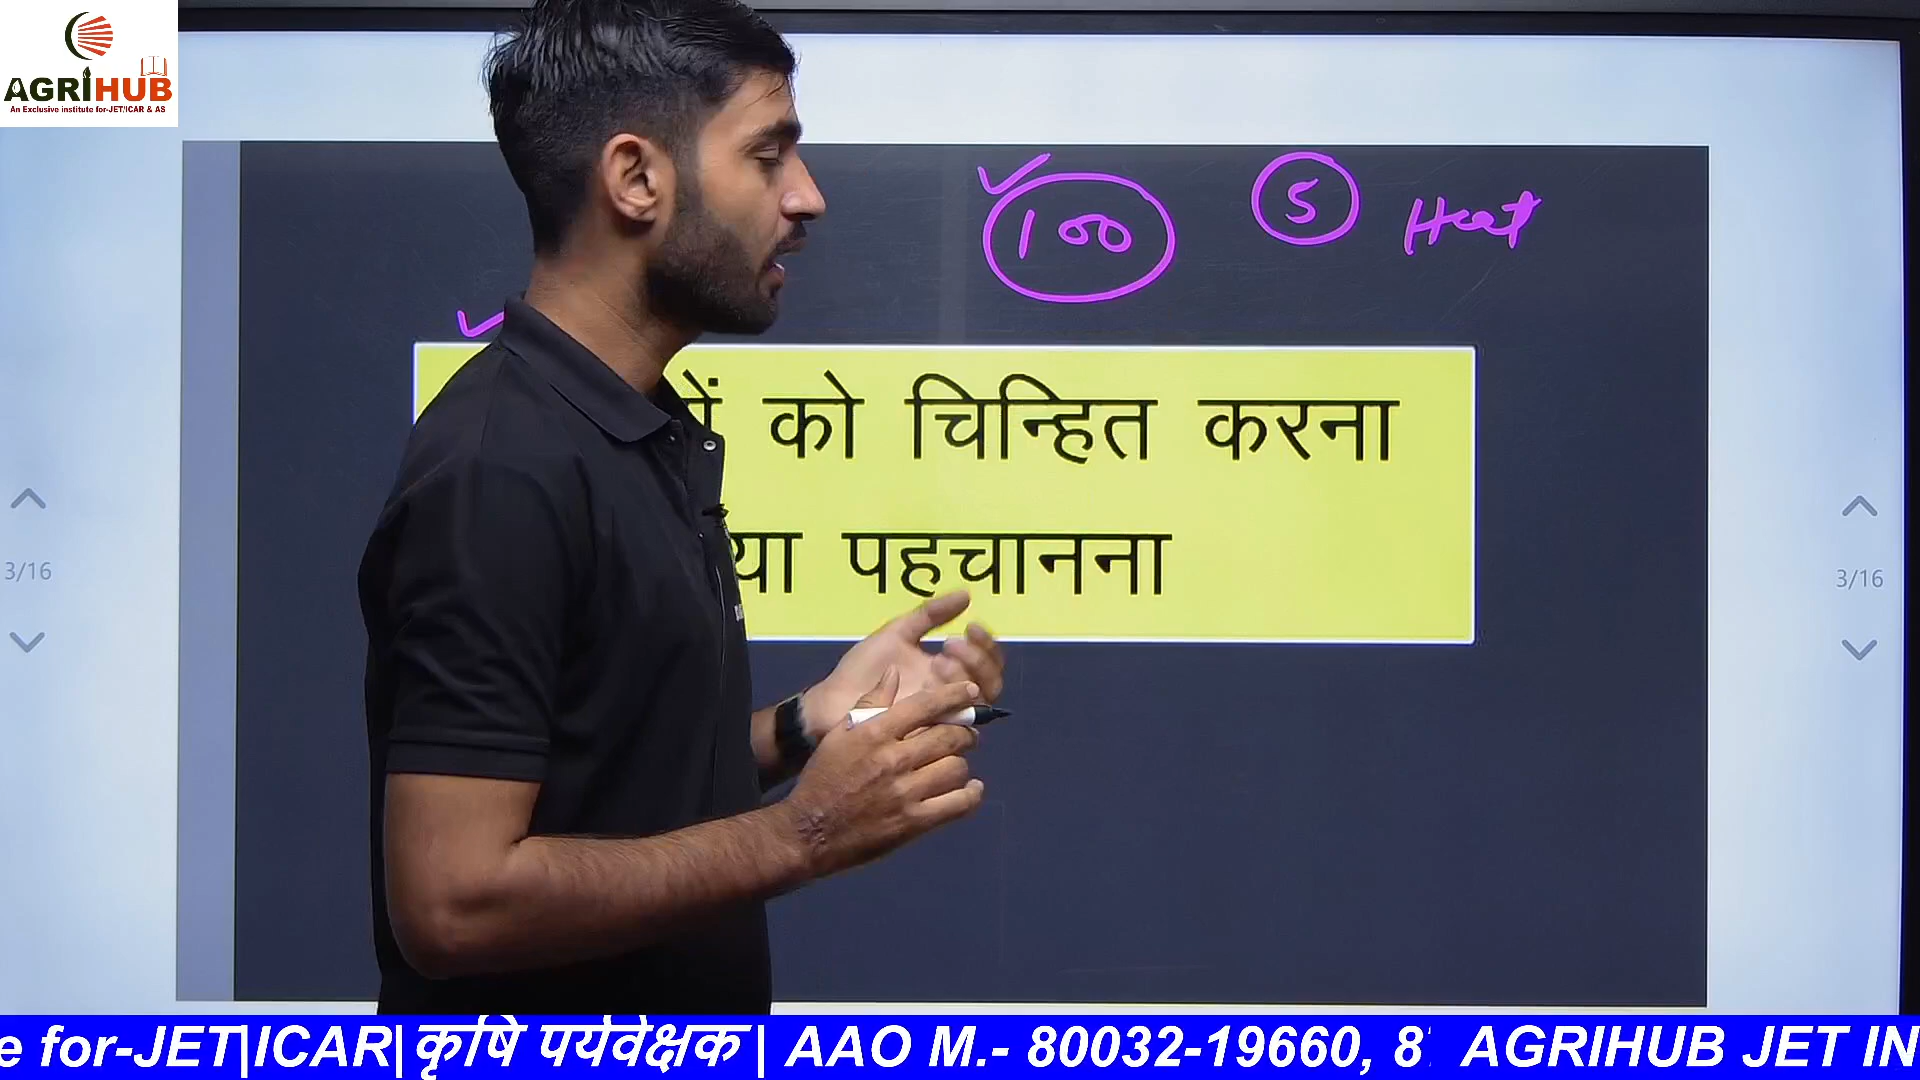 AGRIHUB
An Exclusive institute for-JET/ICAR & AS
100
5
Heat
को चिन्हित करना
पहचानना
3/16
3/16
for-JET|ICAR|कृषि पर्यवेक्षक | AAO M.- 80032-19660, 8
AGRIHUB JET IN